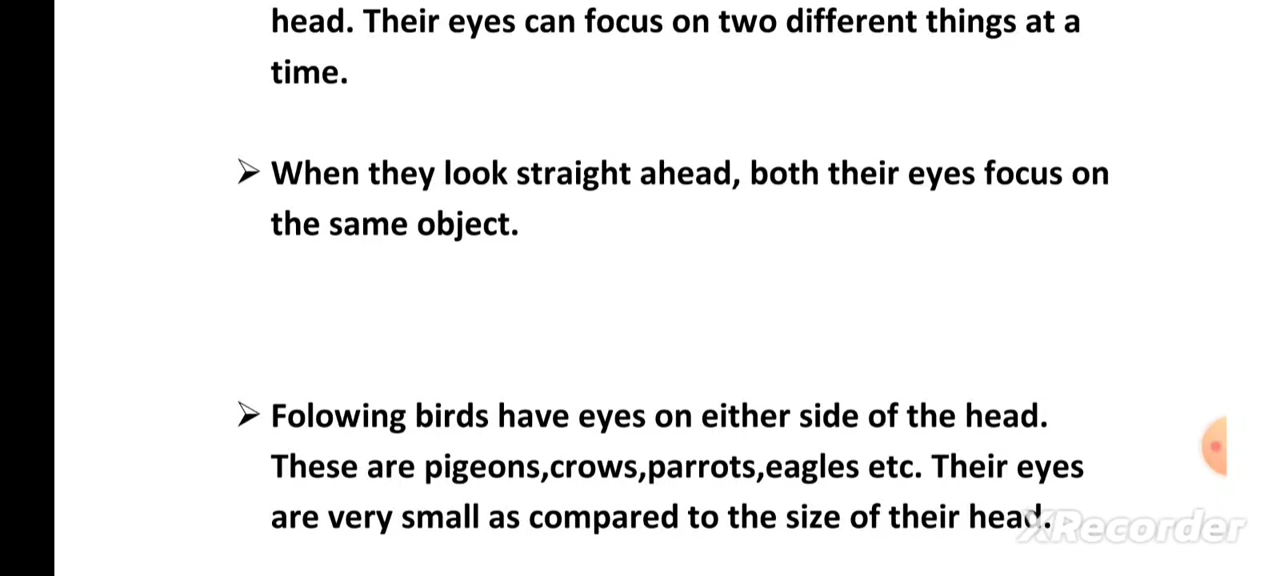 head. Their eyes can focus on two different things at a
time.
➢ When they look straight ahead, both their eyes focus on
the same object.
➢ Folowing birds have eyes on either side of the head.
These are pigeons,crows,parrots,eagles etc. Their eyes
are very small as compared to the size of their head.
XRecorder